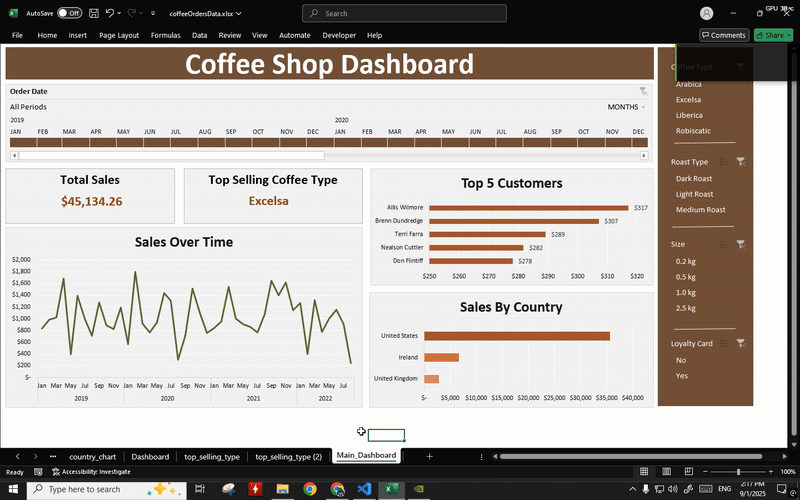 AutoSave Off coffeeOrdersData.xlsx Search
File Home Insert Page Layout Formulas Data Review View Automate Developer Help Comments Share
Coffee Shop Dashboard
Order Date
All Periods MONTHS
2019 2020
JAN FEB MAR APR MAY JUN JUL AUG SEP OCT NOV DEC JAN FEB MAR APR MAY JUN JUL AUG SEP OCT NOV DEC
Total Sales
$45,134.26
Top Selling Coffee Type
Excelsa
Top 5 Customers
Allis Wilmore $317
Brenn Dundredge $307
Terri Farra $289
Nealson Cuttler $282
Don Flintiff $278
$250 $260 $270 $280 $290 $300 $310 $320
Sales Over Time
$2,000
$1,800
$1,600
$1,400
$1,200
$1,000
$800
$600
$400
$200
$-
Jan Mar May Jul Sep Nov Jan Mar May Jul Sep Nov Jan Mar May Jul Sep Nov Jan Mar May Jul
2019 2020 2021 2022
Sales By Country
United States
Ireland
United Kingdom
$- $5,000 $10,000 $15,000 $20,000 $25,000 $30,000 $35,000 $40,000
Coffee Type
Arabica
Excelsa
Liberica
Robiscatic
Roast Type
Dark Roast
Light Roast
Medium Roast
Size
0.2 kg
0.5 kg
1.0 kg
2.5 kg
Loyalty Card
No
Yes
country_chart Dashboard top_selling_type top_selling_type (2) Main_Dashboard
Ready Accessibility: Investigate 100%
Type here to search ENG 2:17 PM
9/1/2025